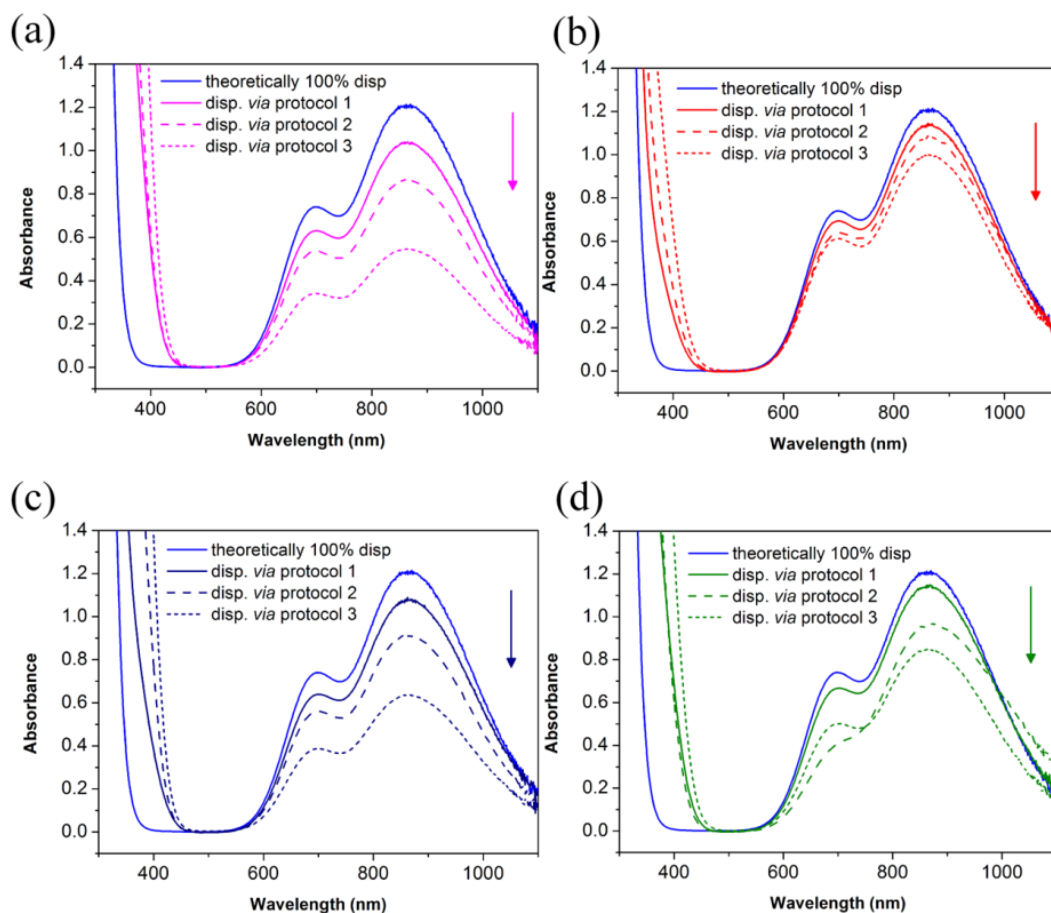 (a)
1.4
1.2
1.0
0.8
0.6
0.4
0.2
0.0
Absorbance
theoretically 100% disp
disp. via protocol 1
disp. via protocol 2
disp. via protocol 3
400 600 800 1000
Wavelength (nm)
(b)
1.4
1.2
1.0
0.8
0.6
0.4
0.2
0.0
Absorbance
theoretically 100% disp
disp. via protocol 1
disp. via protocol 2
disp. via protocol 3
400 600 800 1000
Wavelength (nm)
(c)
1.4
1.2
1.0
0.8
0.6
0.4
0.2
0.0
Absorbance
theoretically 100% disp
disp. via protocol 1
disp. via protocol 2
disp. via protocol 3
400 600 800 1000
Wavelength (nm)
(d)
1.4
1.2
1.0
0.8
0.6
0.4
0.2
0.0
Absorbance
theoretically 100% disp
disp. via protocol 1
disp. via protocol 2
disp. via protocol 3
400 600 800 1000
Wavelength (nm)